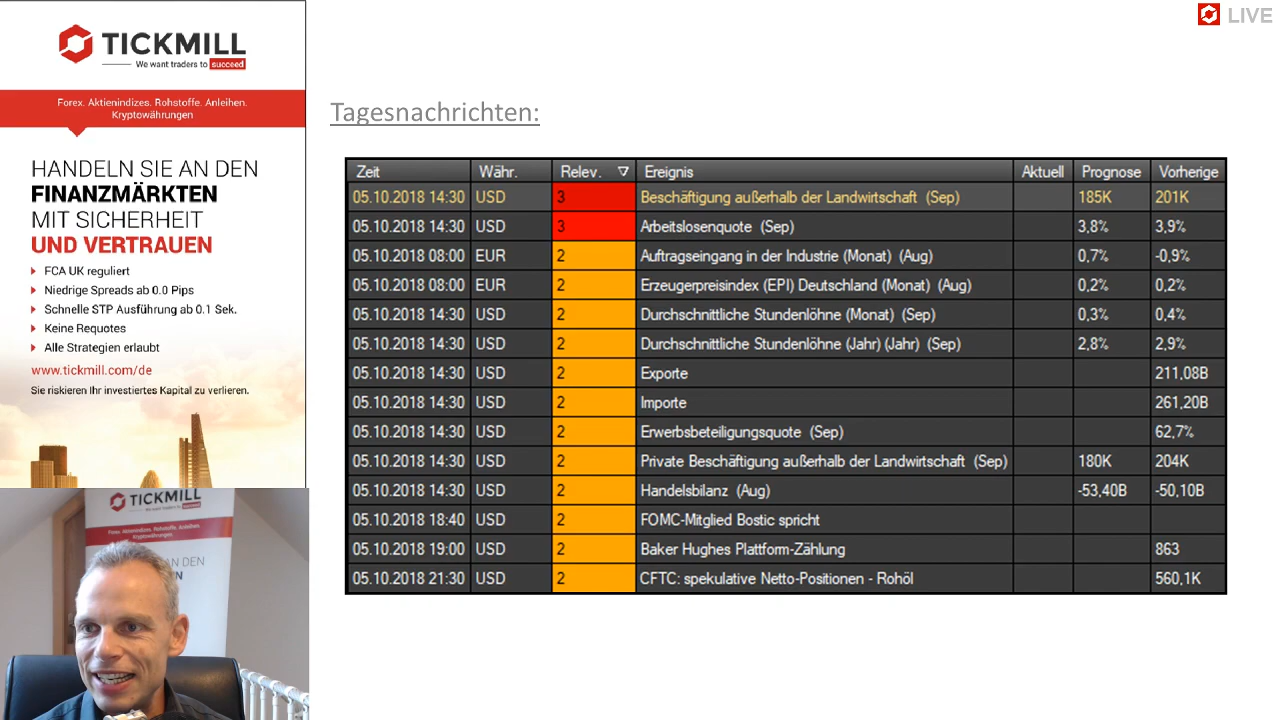 LIVE
TICKMILL
We want traders to succeed
Forex. Aktienindizes. Rohstoffe. Anleihen.
Kryptowährungen
HANDELN SIE AN DEN
FINANZMÄRKTEN
MIT SICHERHEIT
UND VERTRAUEN
FCA UK reguliert
Niedrige Spreads ab 0.0 Pips
Schnelle STP Ausführung ab 0.1 Sek.
Keine Requotes
Alle Strategien erlaubt
www.tickmill.com/de
Sie riskieren Ihr investiertes Kapital zu verlieren.
Tagesnachrichten:
Zeit Währ. Relev. Ereignis Aktuell Prognose Vorherige
05.10.2018 14:30 USD 3 Beschäftigung außerhalb der Landwirtschaft (Sep) 185K 201K
05.10.2018 14:30 USD 3 Arbeitslosenquote (Sep) 3,8% 3,9%
05.10.2018 08:00 EUR 2 Auftragseingang in der Industrie (Monat) (Aug) 0,7% -0,9%
05.10.2018 08:00 EUR 2 Erzeugerpreisindex (EPI) Deutschland (Monat) (Aug) 0,2% 0,2%
05.10.2018 14:30 USD 2 Durchschnittliche Stundenlöhne (Monat) (Sep) 0,3% 0,4%
05.10.2018 14:30 USD 2 Durchschnittliche Stundenlöhne (Jahr) (Jahr) (Sep) 2,8% 2,9%
05.10.2018 14:30 USD 2 Exporte 211,08B
05.10.2018 14:30 USD 2 Importe 261,20B
05.10.2018 14:30 USD 2 Erwerbsbeteiligungsquote (Sep) 62,7%
05.10.2018 14:30 USD 2 Private Beschäftigung außerhalb der Landwirtschaft (Sep) 180K 204K
05.10.2018 14:30 USD 2 Handelsbilanz (Aug) -53,40B -50,10B
05.10.2018 18:40 USD 2 FOMC-Mitglied Bostic spricht
05.10.2018 19:00 USD 2 Baker Hughes Plattform-Zählung 863
05.10.2018 21:30 USD 2 CFTC: spekulative Netto-Positionen - Rohöl 560,1K
TICKMILL
Forex. Aktienindizes. Rohstoffe. Anleihen.
Kryptowährungen
AN DEN